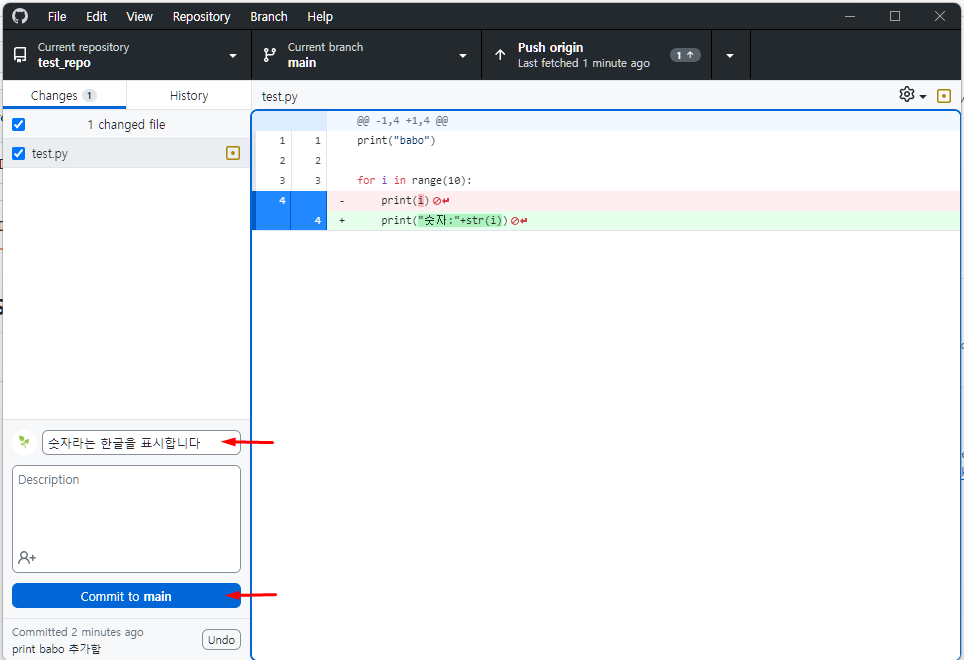 File Edit View Repository Branch Help
Current repository
test_repo
Current branch
main
Push origin
Last fetched 1 minute ago
1
Changes 1
History
test.py
1 changed file
test.py
@@ -1,4 +1,4 @@
1 1 print("babo")
2 2
3 3 for i in range(10):
4 - print(i)
4 + print("숫자:"+str(i))
숫자라는 한글을 표시합니다
Description
Commit to main
Committed 2 minutes ago
print babo 추가함
Undo